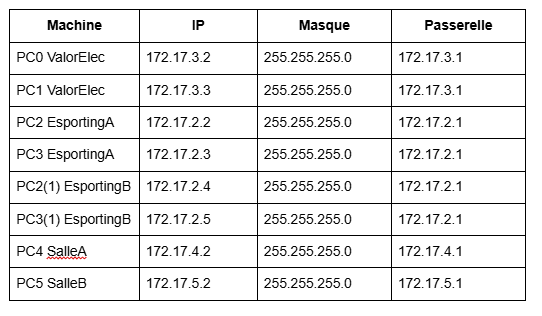 Machine IP Masque Passerelle
PC0 ValorElec 172.17.3.2 255.255.255.0 172.17.3.1
PC1 ValorElec 172.17.3.3 255.255.255.0 172.17.3.1
PC2 EsportingA 172.17.2.2 255.255.255.0 172.17.2.1
PC3 EsportingA 172.17.2.3 255.255.255.0 172.17.2.1
PC2(1) EsportingB 172.17.2.4 255.255.255.0 172.17.2.1
PC3(1) EsportingB 172.17.2.5 255.255.255.0 172.17.2.1
PC4 SalleA 172.17.4.2 255.255.255.0 172.17.4.1
PC5 SalleB 172.17.5.2 255.255.255.0 172.17.5.1